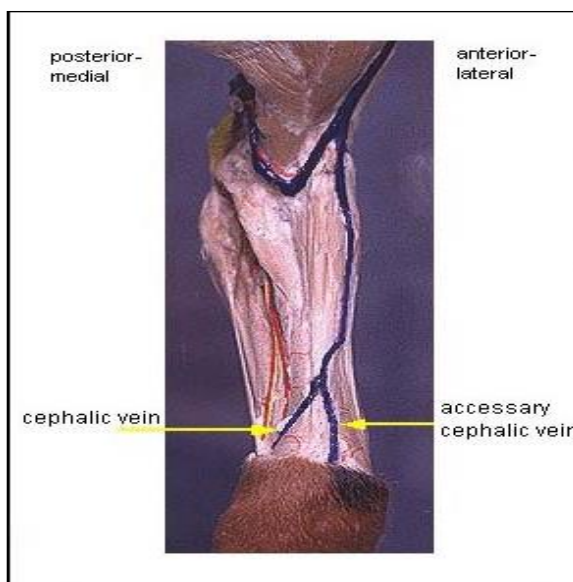 posterior-
medial
anterior-
lateral
cephalic vein
accessary
cephalic vein